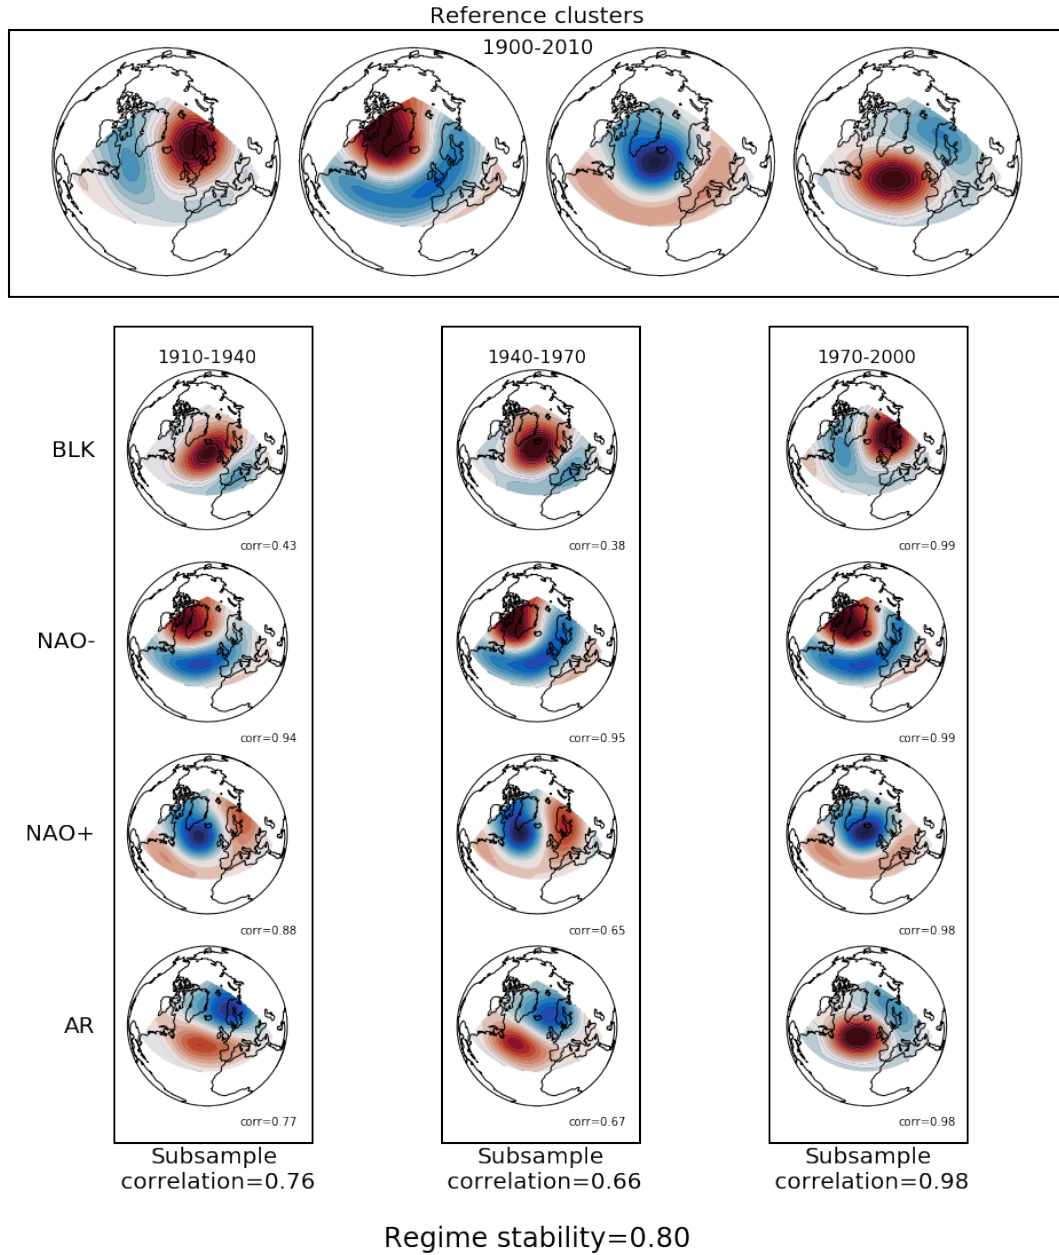 Reference clusters
1900-2010
1910-1940
1940-1970
1970-2000
BLK
corr=0.43
corr=0.38
corr=0.99
NAO-
corr=0.94
corr=0.95
corr=0.99
NAO+
corr=0.88
corr=0.65
corr=0.98
AR
corr=0.77
corr=0.67
corr=0.98
Subsample
correlation=0.76
Subsample
correlation=0.66
Subsample
correlation=0.98
Regime stability=0.80